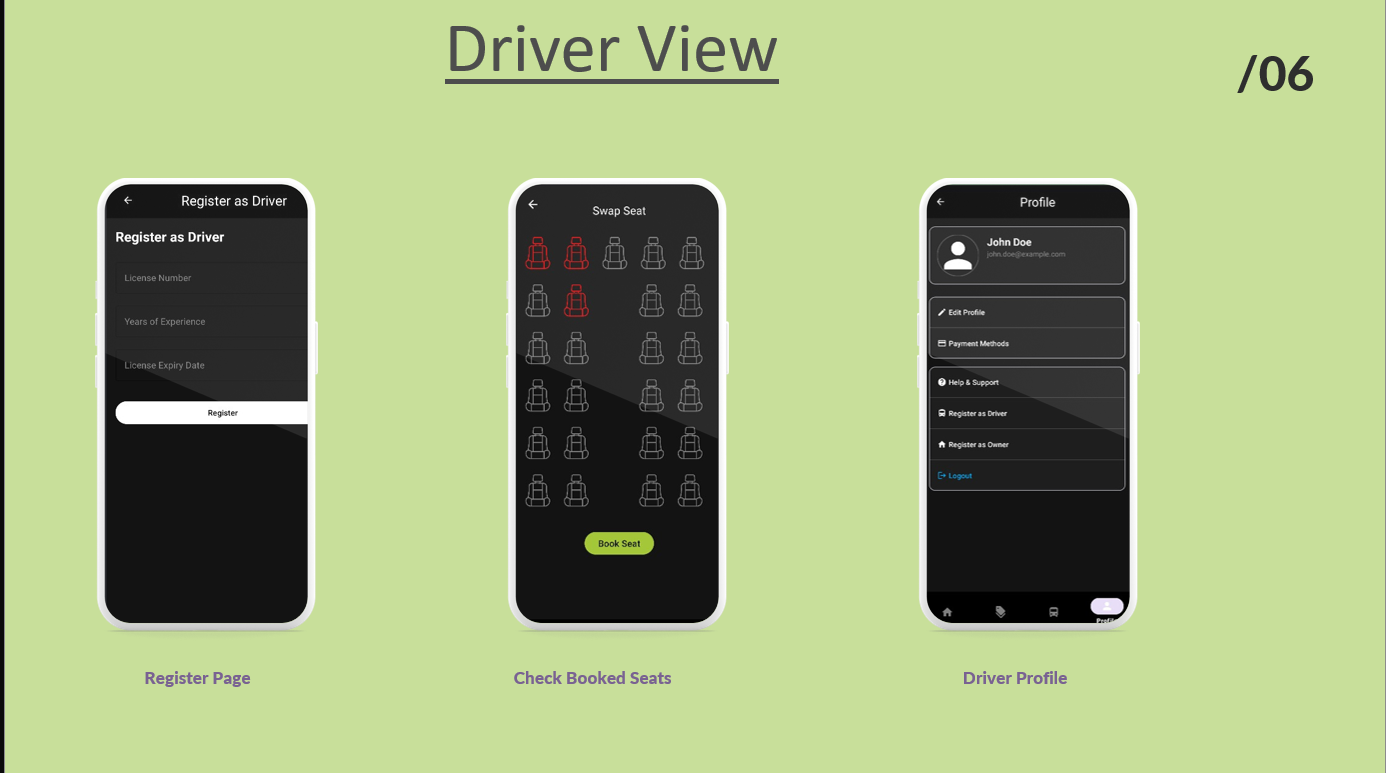 Driver View
/06
Register as Driver
Register as Driver
License Number
Years of Experience
License Expiry Date
Register
Swap Seat
Book Seat
Profile
John Doe
john.doe@example.com
Edit Profile
Payment Methods
Help & Support
Register as Driver
Register as Owner
Logout
Profile
Register Page
Check Booked Seats
Driver Profile